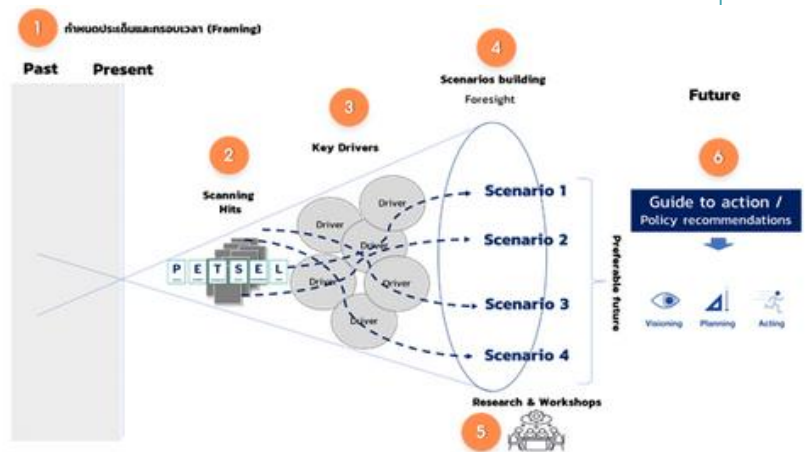 1
กำหนดประเด็นและกรอบเวลา (Framing)
Past
Present
2
Scanning
Hits
P E T S E L
3
Key Drivers
Driver
Driver
Driver
Driver
Driver
Driver
4
Scenarios building
Foresight
Scenario 1
Scenario 2
Scenario 3
Scenario 4
5
Research & Workshops
Preferable future
Future
6
Guide to action /
Policy recommendations
Visioning
Planning
Acting